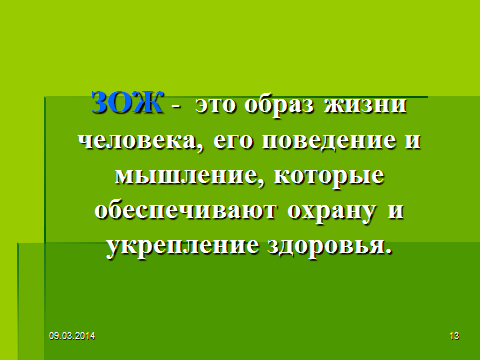 ЗОЖ - это образ жизни
человека, его поведение и
мышление, которые
обеспечивают охрану и
укрепление здоровья.
09.03.2014
13